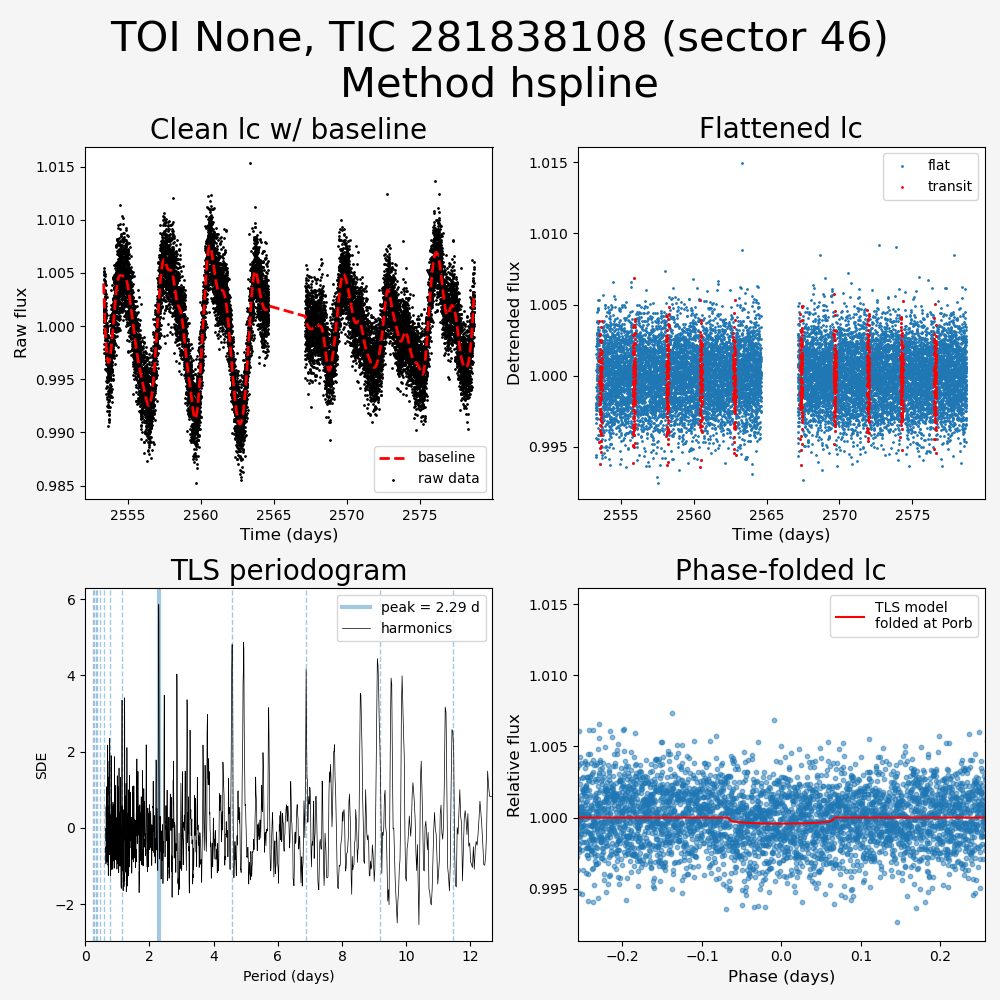 TOI None, TIC 281838108 (sector 46)
Method hspline
Clean lc w/ baseline
Raw flux
1.015
1.010
1.005
1.000
0.995
0.990
0.985
baseline
raw data
2555
2560
2565
2570
2575
Time (days)
Flattened lc
Detrended flux
1.015
1.010
1.005
1.000
0.995
flat
transit
2555
2560
2565
2570
2575
Time (days)
TLS periodogram
SDE
6
4
2
0
−2
peak = 2.29 d
harmonics
0
2
4
6
8
10
12
Period (days)
Phase-folded lc
Relative flux
1.015
1.010
1.005
1.000
0.995
TLS model
folded at Porb
−0.2
−0.1
0.0
0.1
0.2
Phase (days)